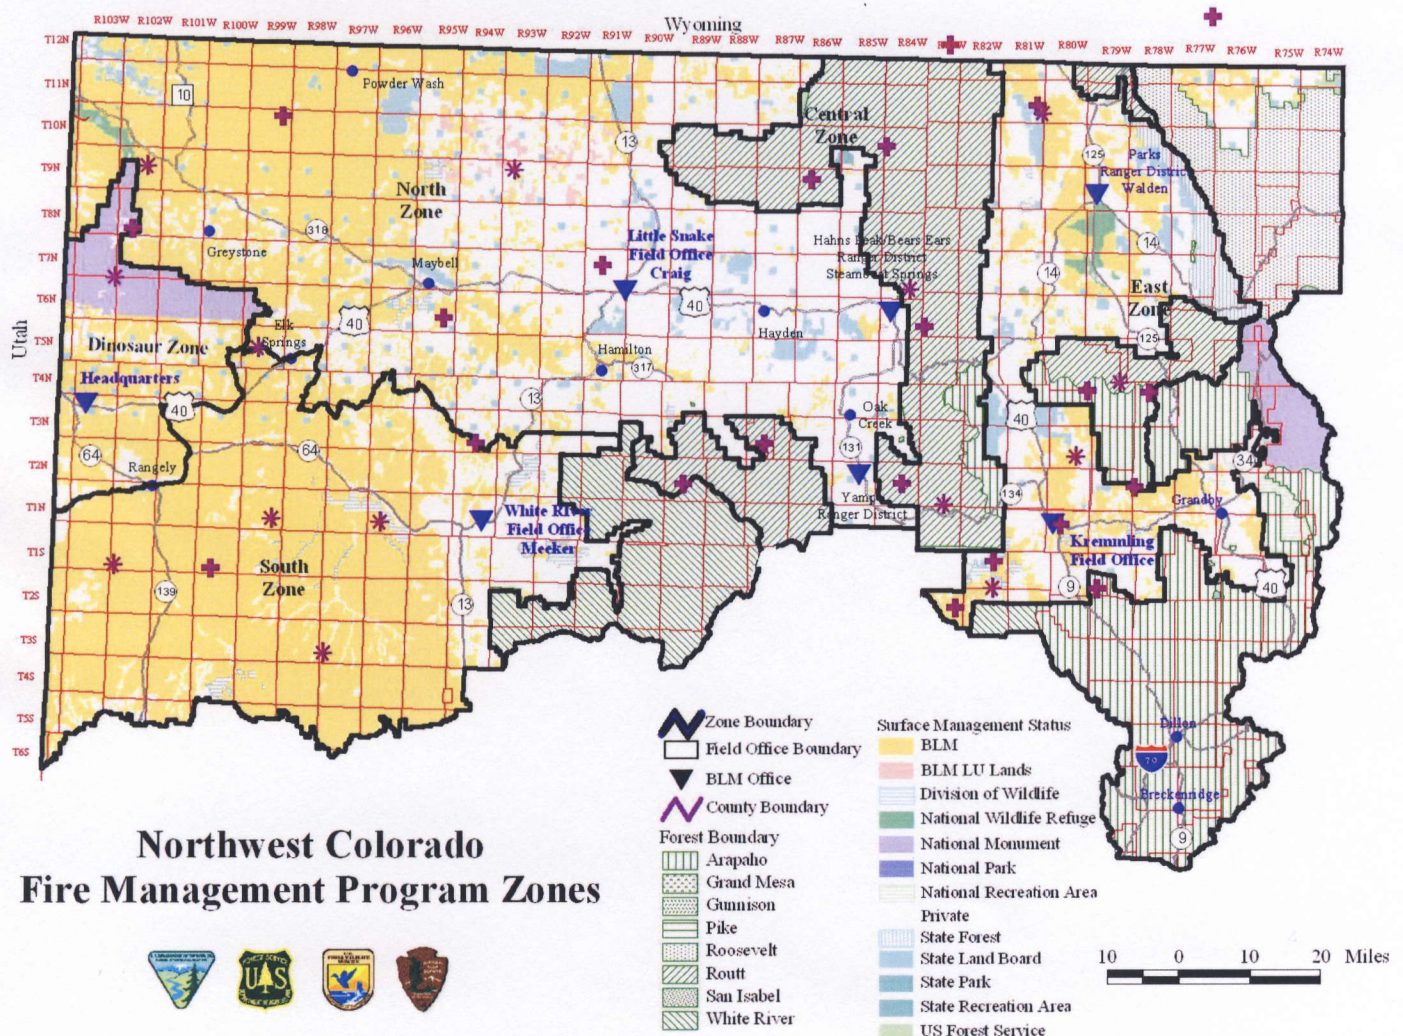 Wyoming
R103W R102W R101W R100W R99W R98W R97W R96W R95W R94W R93W R92W R91W R90W R89W R88W R87W R86W R85W R84W R82W R81W R80W R79W R78W R77W R76W R75W R74W
T12N
T11N
T10N
T9N
T8N
T7N
T6N
T5N
T4N
T3N
T2N
T1N
T1S
T2S
T3S
T4S
T5S
T6S
Utah
10
Powder Wash
13
Central
Zone
125
Parks
Ranger District
Walden
North
Zone
318
Greystone
Maybell
Little Snake
Field Office
Craig
Hahns Peak/Bears Ears
Ranger District
Steamboat Springs
14
14
East
Zone
40
40
Hayden
125
Elk
Springs
Dinosaur Zone
Hamilton
317
Headquarters
40
13
Oak
Creek
40
131
64
64
Rangely
34
134
Yampa
Ranger District
Granby
White River
Field Office
Meeker
Kremmling
Field Office
South
Zone
139
13
9
40
Dillon
70
Breckenridge
9
Zone Boundary
Field Office Boundary
BLM Office
County Boundary
Forest Boundary
Arapaho
Grand Mesa
Gunnison
Pike
Roosevelt
Routt
San Isabel
White River
Surface Management Status
BLM
BLM LU Lands
Division of Wildlife
National Wildlife Refuge
National Monument
National Park
National Recreation Area
Private
State Forest
State Land Board
State Park
State Recreation Area
US Forest Service
10 0 10 20 Miles
Northwest Colorado
Fire Management Program Zones
FOREST SERVICE
U S
DEPARTMENT OF AGRICULTURE